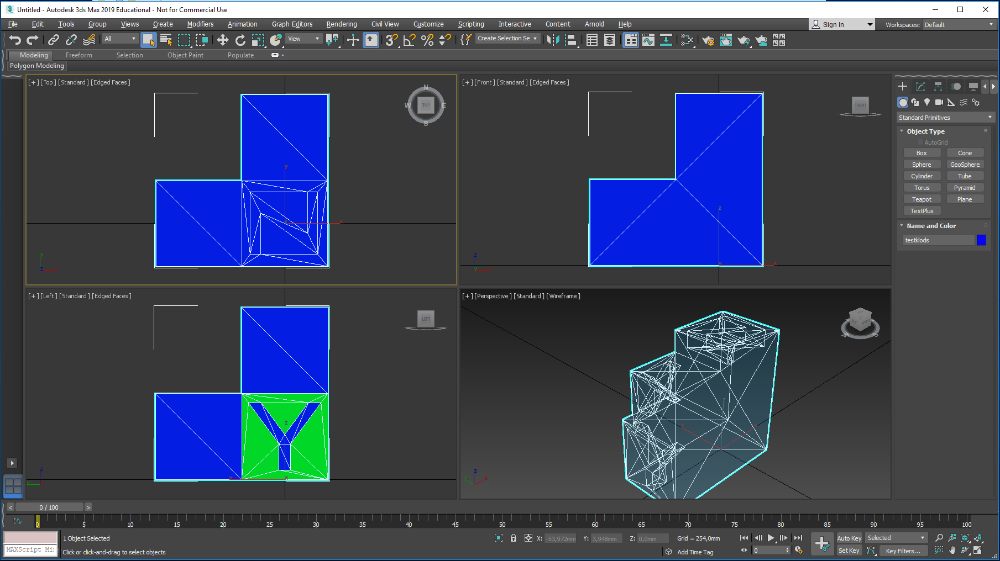 Untitled - Autodesk 3ds Max 2019 Educational - Not for Commercial Use
File Edit Tools Group Views Create Modifiers Animation Graph Editors Rendering Civil View Customize Scripting Interactive Content Arnold Help Sign In Workspaces: Default
All View Create Selection Se
Modeling Freeform Selection Object Paint Populate
Polygon Modeling
[+] [Top] [Standard] [Edged Faces]
N
W TOP E
S
y
x
y
z x
[+] [Front] [Standard] [Edged Faces]
FRONT
z
x
y
z
y x
[+] [Left] [Standard] [Edged Faces]
LEFT
z
y x
z
y
[+] [Perspective] [Standard] [Wireframe]
W S
z
y x
z
y x
Standard Primitives
Object Type
AutoGrid
Box Cone
Sphere GeoSphere
Cylinder Tube
Torus Pyramid
Teapot Plane
TextPlus
Name and Color
testklods
< 0 / 100 >
0 5 10 15 20 25 30 35 40 45 50 55 60 65 70 75 80 85 90 95 100
1 Object Selected X: -53,972mm Y: 3,948mm Z: 0,0mm Grid = 254,0mm Auto Key Selected
MAXScript Mi Click or click-and-drag to select objects Add Time Tag 0 Set Key Key Filters...